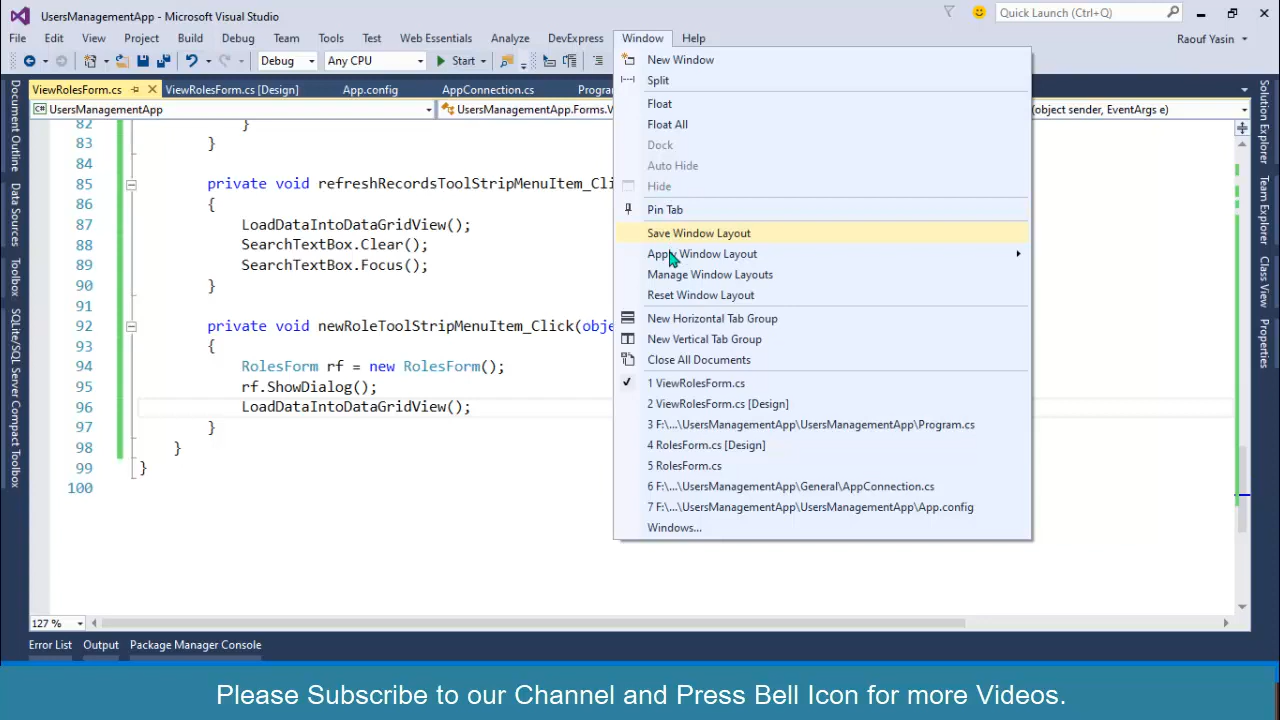 UsersManagementApp - Microsoft Visual Studio
Quick Launch (Ctrl+Q)
File Edit View Project Build Debug Team Tools Test Web Essentials Analyze DevExpress Window Help
Raouf Yasin
Debug Any CPU Start
ViewRolesForm.cs ViewRolesForm.cs [Design] App.config AppConnection.cs
UsersManagementApp UsersManagementApp.Forms.V (object sender, EventArgs e)
82 }
83 }
84
85 private void refreshRecordsToolStripMenuItem_Cli
86 {
87 LoadDataIntoDataGridView();
88 SearchTextBox.Clear();
89 SearchTextBox.Focus();
90 }
91
92 private void newRoleToolStripMenuItem_Click(obje
93 {
94 RolesForm rf = new RolesForm();
95 rf.ShowDialog();
96 LoadDataIntoDataGridView();
97 }
98 }
99 }
100
New Window
Split
Float
Float All
Dock
Auto Hide
Hide
Pin Tab
Save Window Layout
Apply Window Layout
Manage Window Layouts
Reset Window Layout
New Horizontal Tab Group
New Vertical Tab Group
Close All Documents
1 ViewRolesForm.cs
2 ViewRolesForm.cs [Design]
3 F:\...\UsersManagementApp\UsersManagementApp\Program.cs
4 RolesForm.cs [Design]
5 RolesForm.cs
6 F:\...\UsersManagementApp\General\AppConnection.cs
7 F:\...\UsersManagementApp\UsersManagementApp\App.config
Windows...
Document Outline
Data Sources
Toolbox
SQLite/SQL Server Compact Toolbox
Solution Explorer
Team Explorer
Class View
Properties
127 %
Error List Output Package Manager Console
Please Subscribe to our Channel and Press Bell Icon for more Videos.